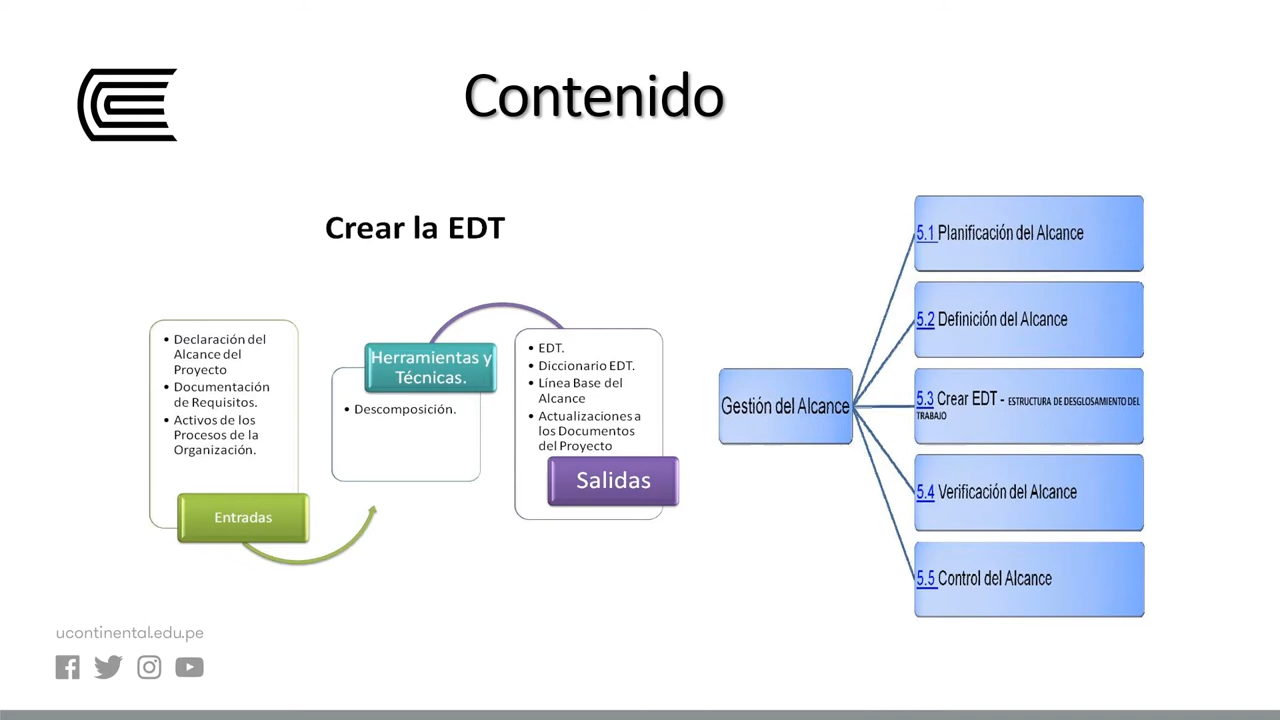 Contenido
Crear la EDT
• Declaración del
Alcance del
Proyecto
• Documentación
de Requisitos.
• Activos de los
Procesos de la
Organización.
Entradas
Herramientas y
Técnicas.
• Descomposición.
• EDT.
• Diccionario EDT.
• Línea Base del
Alcance
• Actualizaciones a
los Documentos
del Proyecto
Salidas
Gestión del Alcance
5.1 Planificación del Alcance
5.2 Definición del Alcance
5.3 Crear EDT - ESTRUCTURA DE DESGLOSAMIENTO DEL
TRABAJO
5.4 Verificación del Alcance
5.5 Control del Alcance
ucontinental.edu.pe